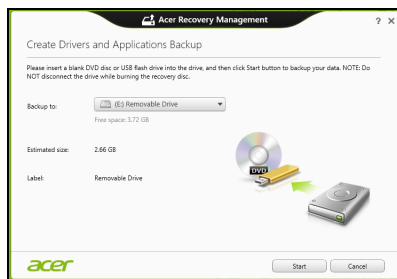 Acer Recovery Management
? X
Create Drivers and Applications Backup
Please insert a blank DVD disc or USB flash drive into the drive, and then click Start button to backup your data. NOTE: Do
NOT disconnect the drive while burning the recovery disc.
Backup to: (E:) Removable Drive
Free space: 3.72 GB
Estimated size: 2.66 GB
DVD
Label: Removable Drive
acer Start Cancel